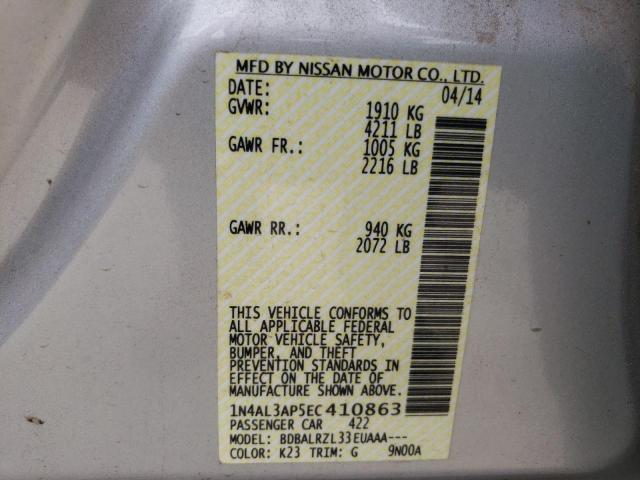 MFD BY NISSAN MOTOR CO., LTD.
DATE: 04/14
GVWR: 1910 KG
4211 LB
GAWR FR.: 1005 KG
2216 LB
GAWR RR.: 940 KG
2072 LB
THIS VEHICLE CONFORMS TO
ALL APPLICABLE FEDERAL
MOTOR VEHICLE SAFETY,
BUMPER, AND THEFT
PREVENTION STANDARDS IN
EFFECT ON THE DATE OF
MANUFACTURE SHOWN ABOVE.
1N4AL3AP5EC410863
PASSENGER CAR 422
MODEL: BDBALRZL33EUAAA---
COLOR: K23 TRIM: G 9N00A